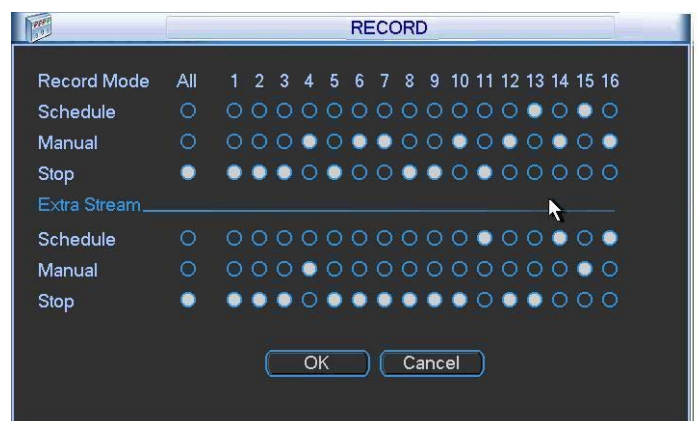 RECORD
Record Mode All 1 2 3 4 5 6 7 8 9 10 11 12 13 14 15 16
Schedule
Manual
Stop
Extra Stream
Schedule
Manual
Stop
OK Cancel